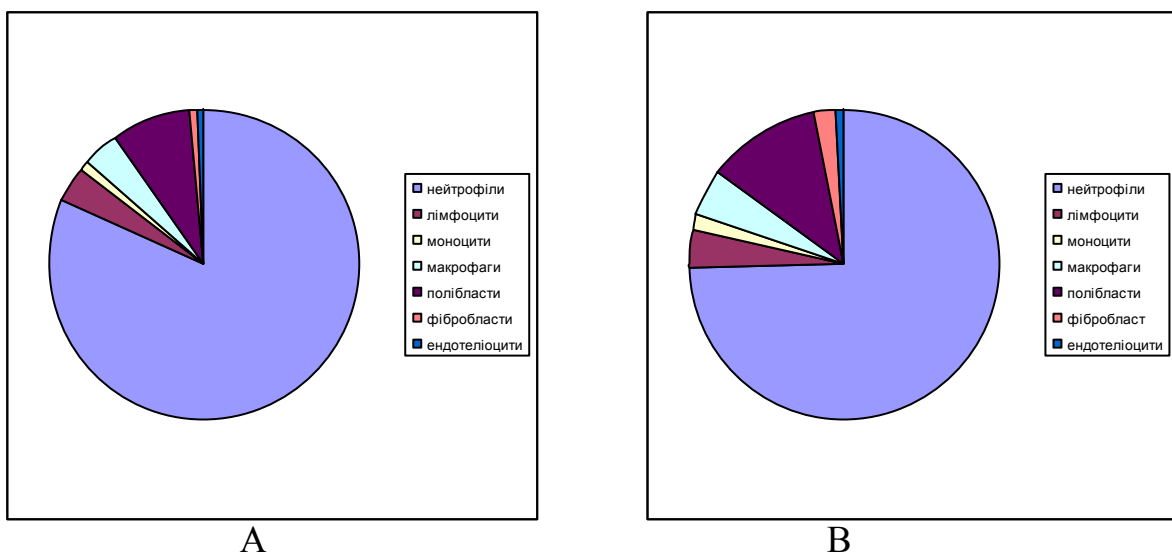 нейтрофіли
лімфоцити
моноцити
макрофаги
полібласти
фібробласти
ендотеліоцити
A
нейтрофіли
лімфоцити
моноцити
макрофаги
полібласти
фібробласт
ендотеліоцити
B